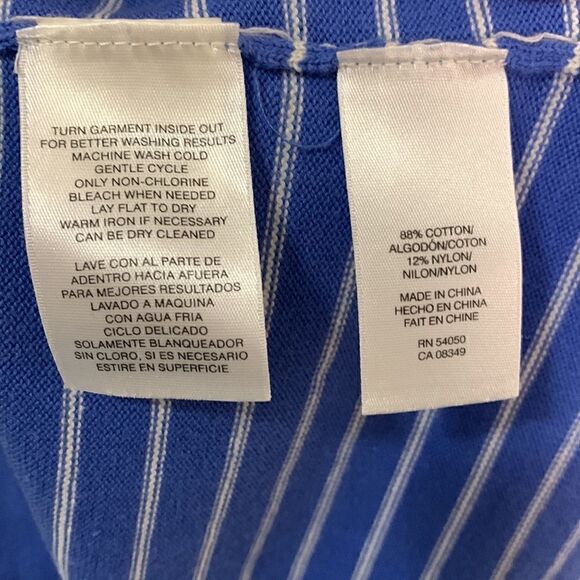 TURN GARMENT INSIDE OUT
FOR BETTER WASHING RESULTS
MACHINE WASH COLD
GENTLE CYCLE
ONLY NON-CHLORINE
BLEACH WHEN NEEDED
LAY FLAT TO DRY
WARM IRON IF NECESSARY
CAN BE DRY CLEANED
LAVE CON AL PARTE DE
ADENTRO HACIA AFUERA
PARA MEJORES RESULTADOS
LAVADO A MAQUINA
CON AGUA FRIA
CICLO DELICADO
SOLAMENTE BLANQUEADOR
SIN CLORO, SI ES NECESARIO
ESTIRE EN SUPERFICIE
88% COTTON/
ALGODÓN/COTON
12% NYLON/
NILON/NYLON
MADE IN CHINA
HECHO EN CHINA
FAIT EN CHINE
RN 54050
CA 08349